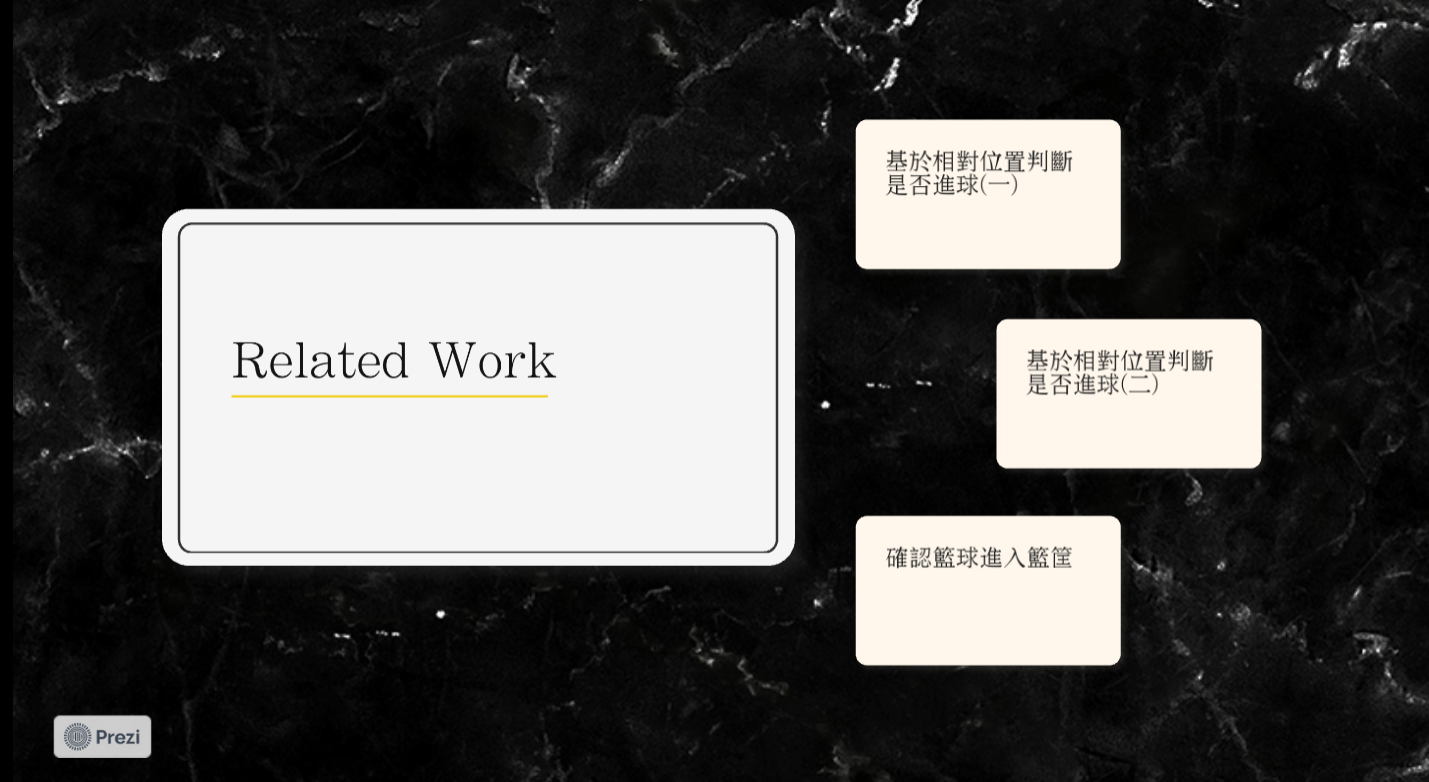 Related Work
基於相對位置判斷
是否進球(一)
基於相對位置判斷
是否進球(二)
確認籃球進入籃筐
Prezi